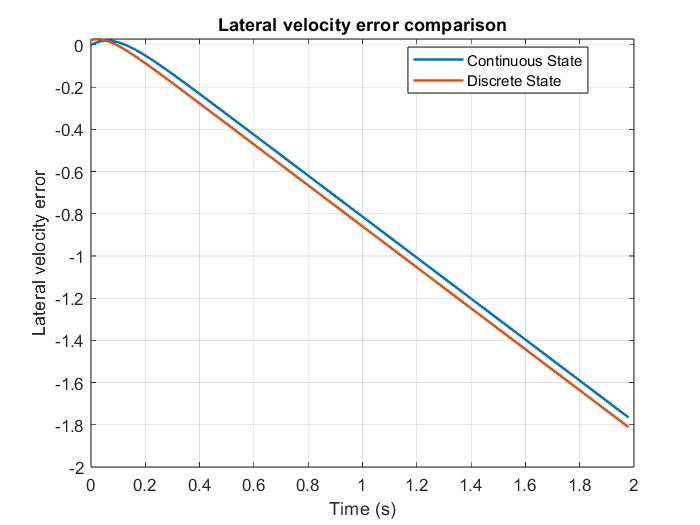 Lateral velocity error comparison
Continuous State
Discrete State
Lateral velocity error
0
-0.2
-0.4
-0.6
-0.8
-1
-1.2
-1.4
-1.6
-1.8
-2
0 0.2 0.4 0.6 0.8 1 1.2 1.4 1.6 1.8 2
Time (s)